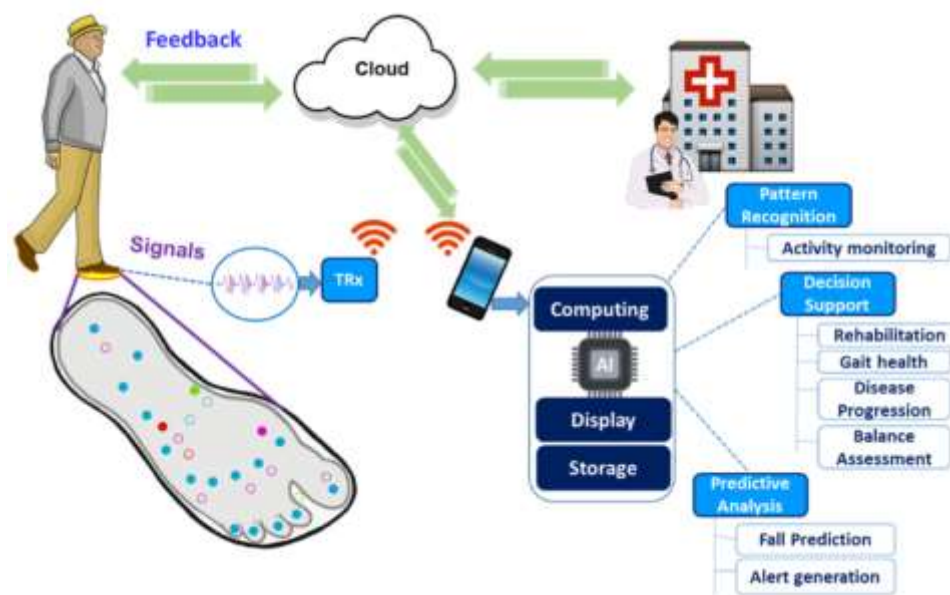 Feedback
Cloud
Signals
TRx
Computing
AI
Display
Storage
Pattern
Recognition
Activity monitoring
Decision
Support
Rehabilitation
Gait health
Disease
Progression
Balance
Assessment
Predictive
Analysis
Fall Prediction
Alert generation